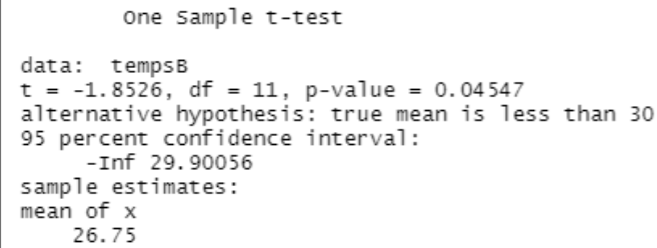 One Sample t-test
data: tempsB
t = -1.8526, df = 11, p-value = 0.04547
alternative hypothesis: true mean is less than 30
95 percent confidence interval:
-Inf 29.90056
sample estimates:
mean of x
26.75